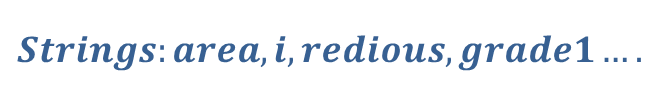 Strings: area, i, redious, grade1 ... .